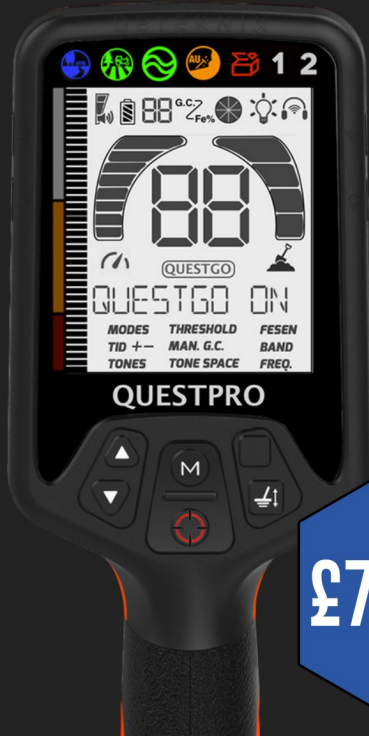 AU 1 2
88 G.C. Fe%
88
QUESTGO
QUESTGO ON
MODES THRESHOLD FESEN
TID +- MAN. G.C. BAND
TONES TONE SPACE FREQ.
QUESTPRO
M
£7